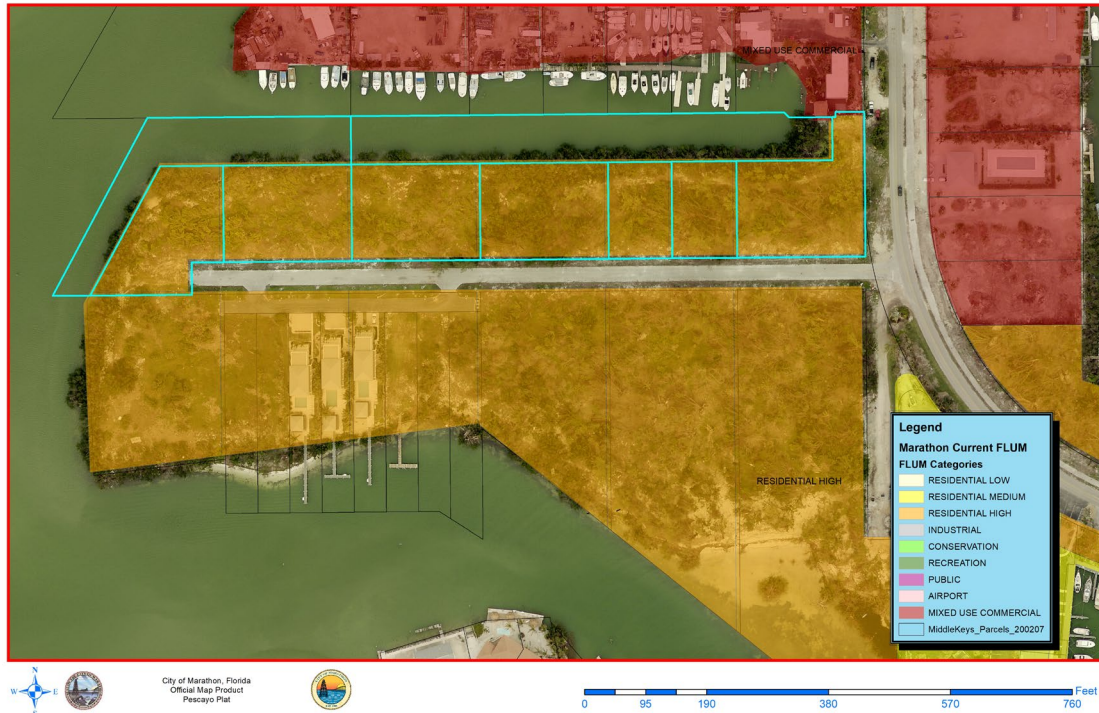 MIXED USE COMMERCIAL
RESIDENTIAL HIGH
Legend
Marathon Current FLUM
FLUM Categories
RESIDENTIAL LOW
RESIDENTIAL MEDIUM
RESIDENTIAL HIGH
INDUSTRIAL
CONSERVATION
RECREATION
PUBLIC
AIRPORT
MIXED USE COMMERCIAL
MiddleKeys_Parcels_200207
N
W E
S
City of Marathon, Florida
Official Map Product
Pescayo Plat
Feet
0 95 190 380 570 760